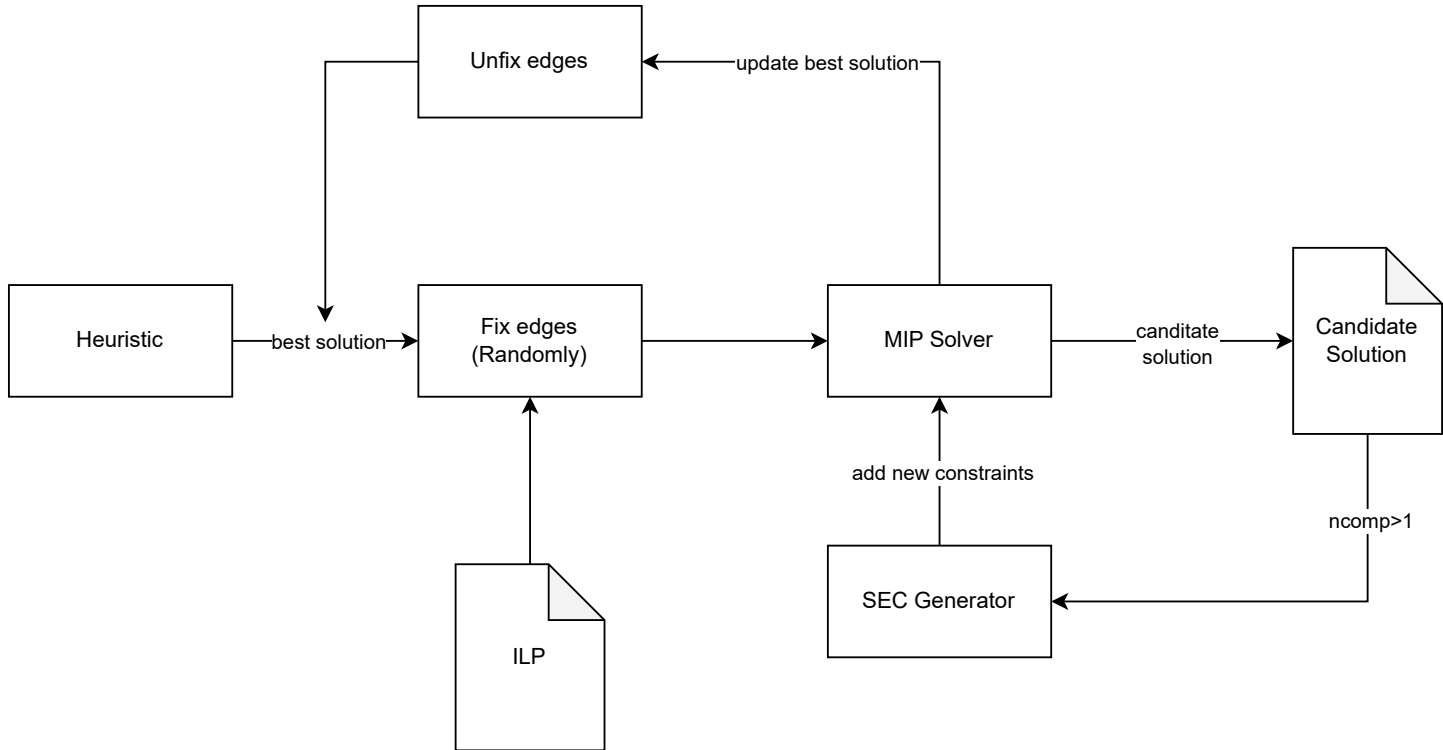 Unfix edges
update best solution
Heuristic
best solution
Fix edges
(Randomly)
MIP Solver
canditate
solution
Candidate
Solution
add new constraints
ncomp>1
SEC Generator
ILP